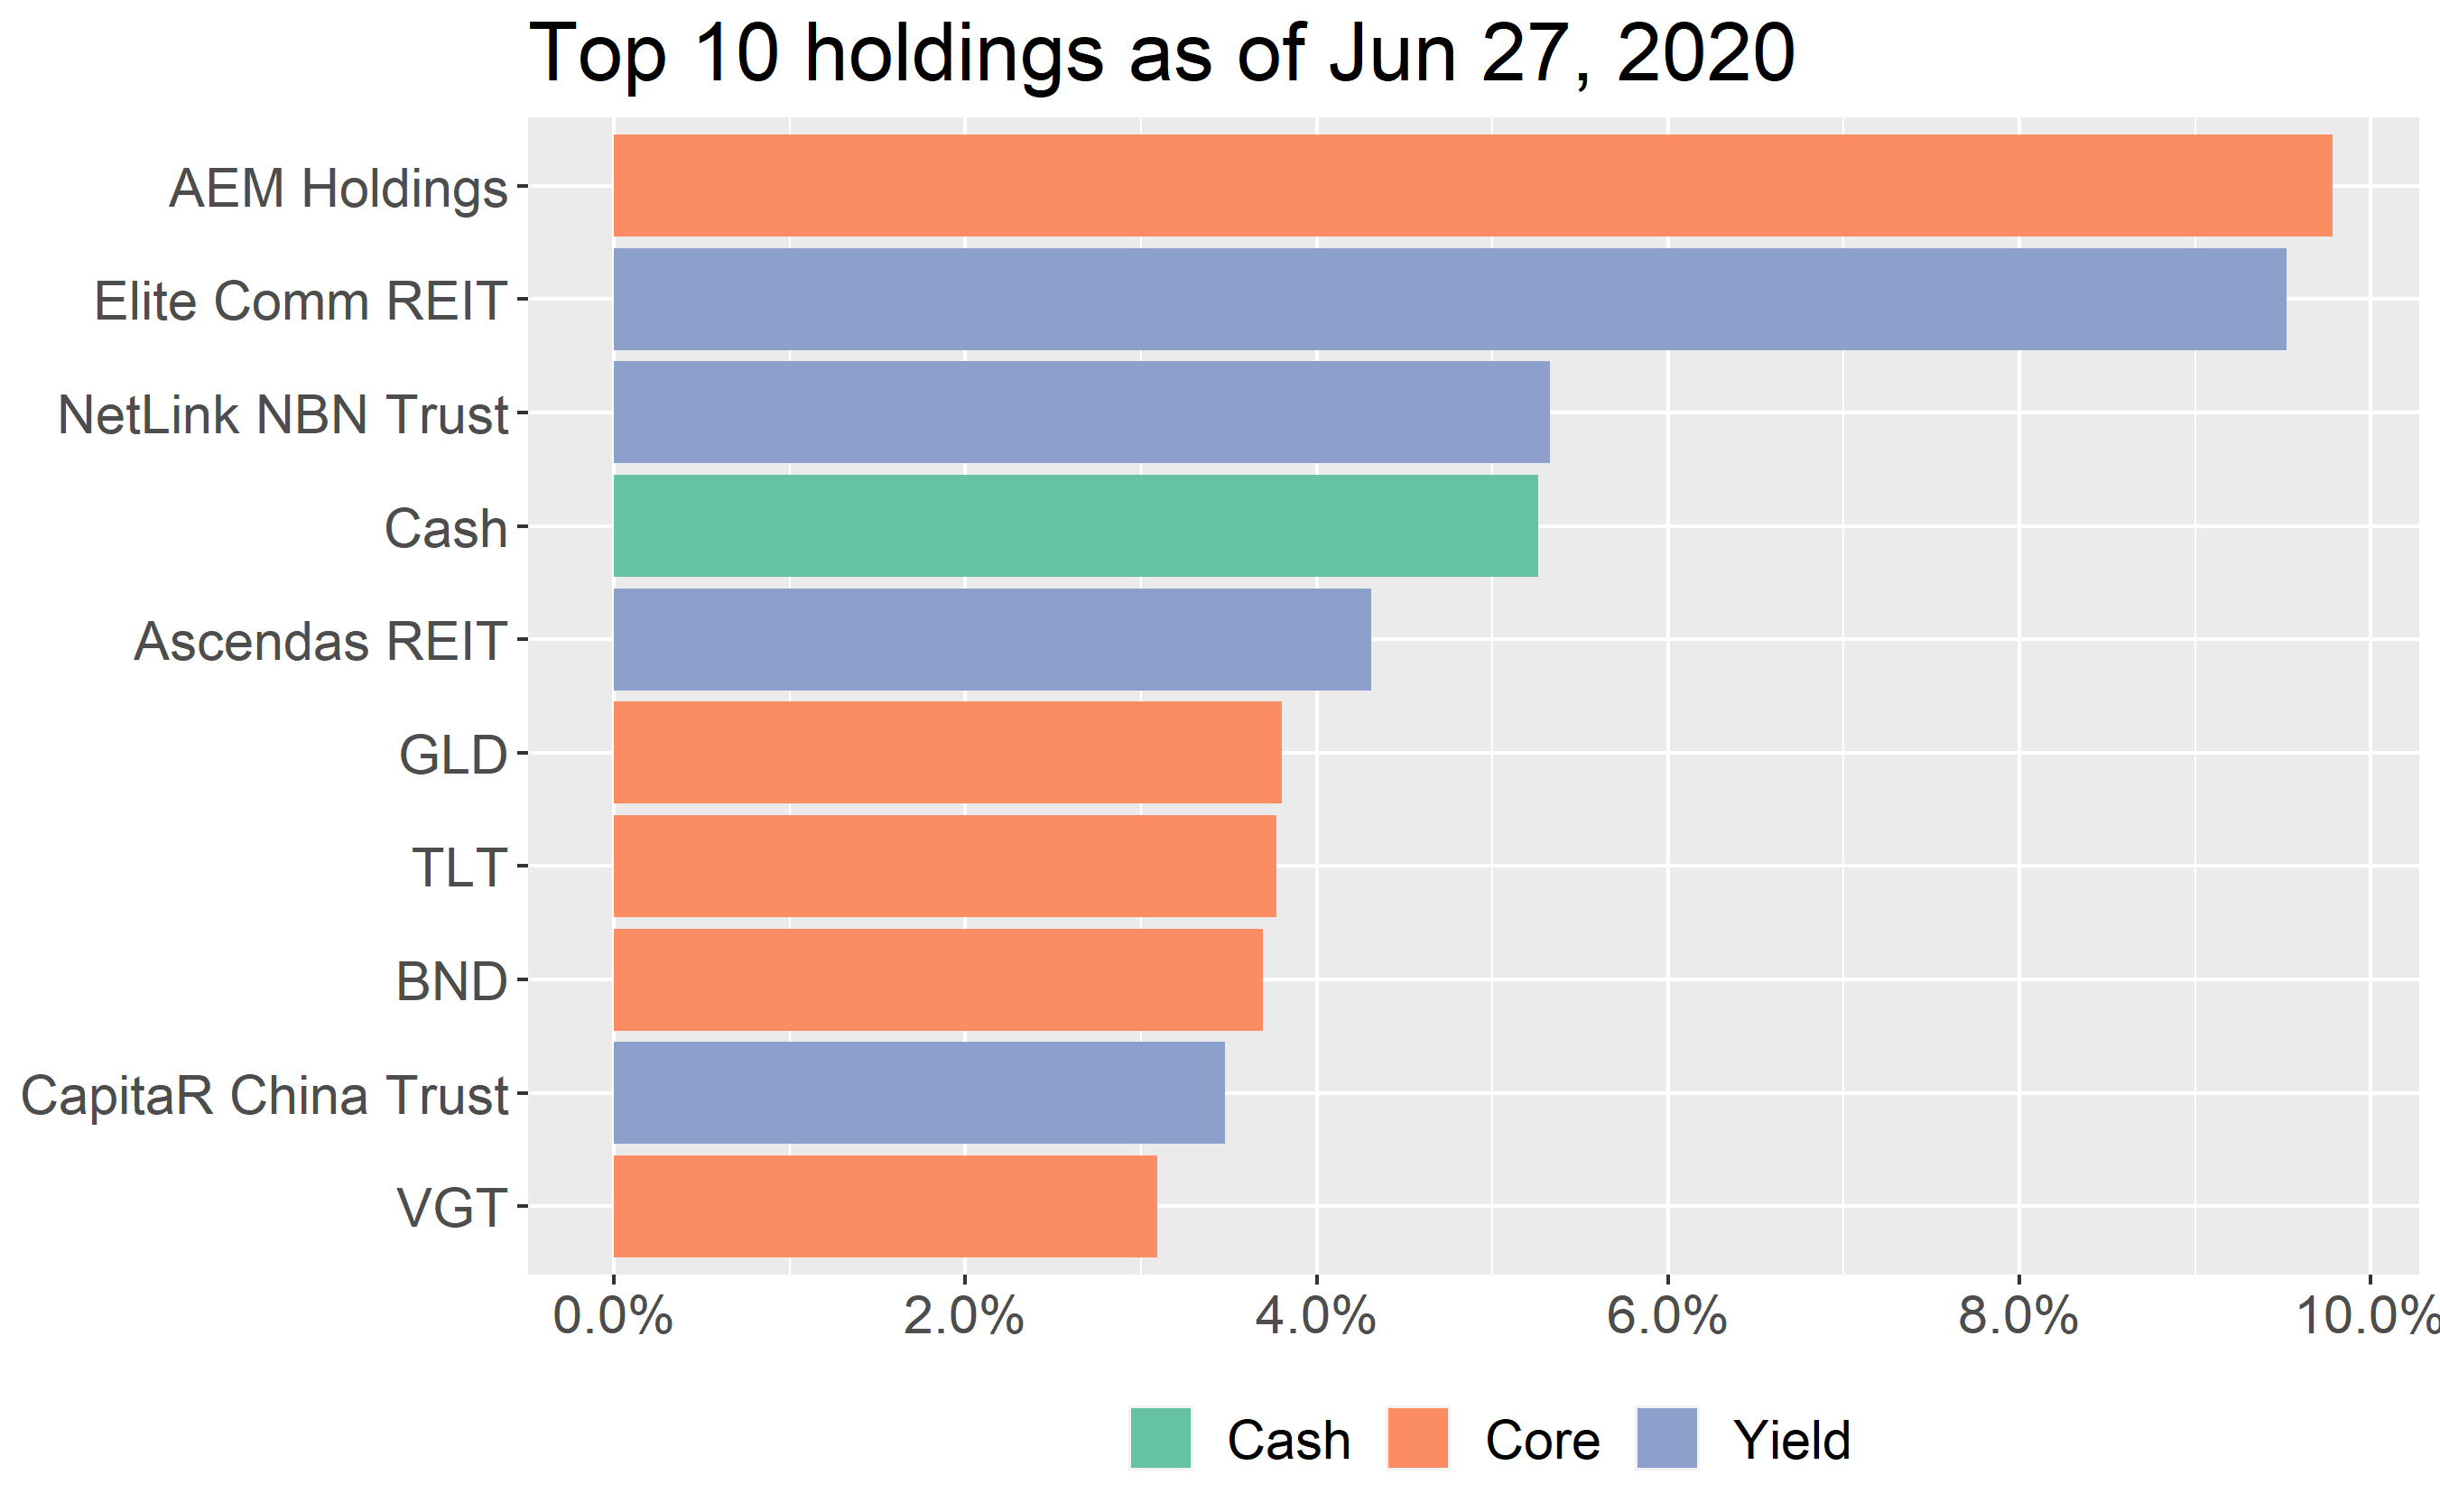 Top 10 holdings as of Jun 27, 2020
AEM Holdings
Elite Comm REIT
NetLink NBN Trust
Cash
Ascendas REIT
GLD
TLT
BND
CapitaR China Trust
VGT
0.0% 2.0% 4.0% 6.0% 8.0% 10.0%
Cash Core Yield